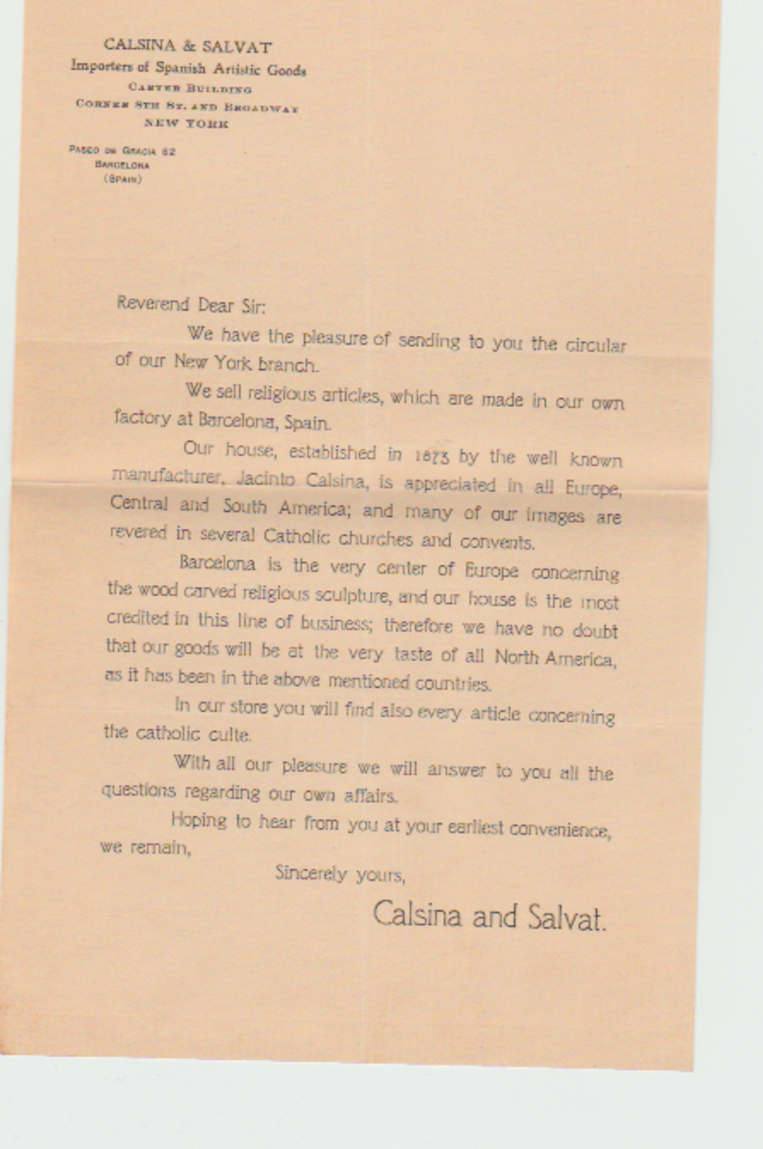 CALSINA & SALVAT
Importers of Spanish Artistic Goods
CARTER BUILDING
CORNER 8TH ST. AND BROADWAY
NEW YORK
PASEO DE GRACIA 62
BARCELONA
(SPAIN)
Reverend Dear Sir:
We have the pleasure of sending to you the circular
of our New York branch.
We sell religious articles, which are made in our own
factory at Barcelona, Spain.
Our house, established in 1873 by the well known
manufacturer, Jacinto Calsina, is appreciated in all Europe,
Central and South America; and many of our images are
revered in several Catholic churches and convents.
Barcelona is the very center of Europe concerning
the wood carved religious sculpture, and our house is the most
credited in this line of business; therefore we have no doubt
that our goods will be at the very taste of all North America,
as it has been in the above mentioned countries.
In our store you will find also every article concerning
the catholic culte.
With all our pleasure we will answer to you all the
questions regarding our own affairs.
Hoping to hear from you at your earliest convenience,
we remain,
Sincerely yours,
Calsina and Salvat.